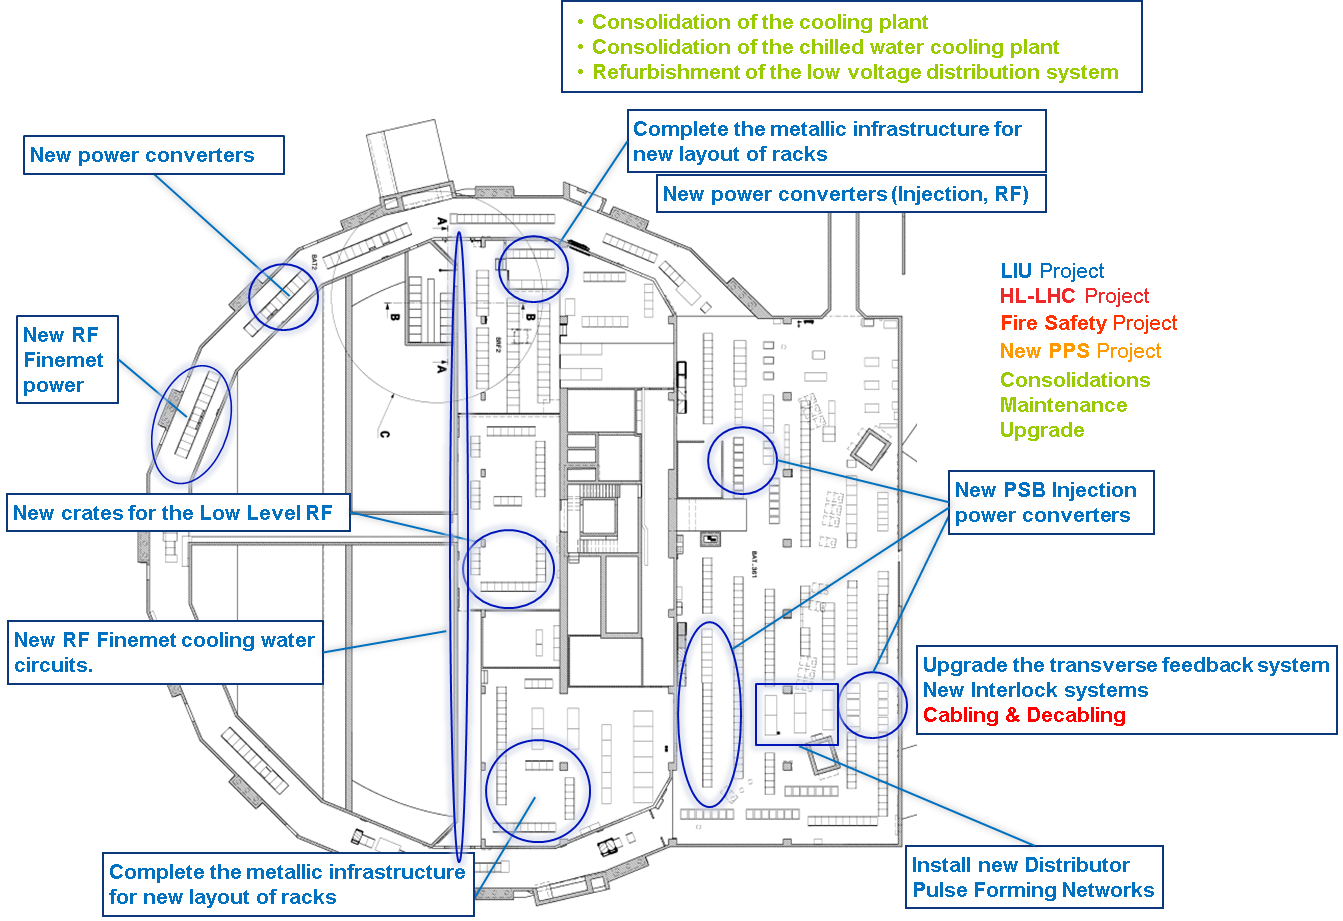 • Consolidation of the cooling plant
• Consolidation of the chilled water cooling plant
• Refurbishment of the low voltage distribution system
Complete the metallic infrastructure for
new layout of racks
New power converters
New power converters (Injection, RF)
A
BAT2
LIU Project
HL-LHC Project
Fire Safety Project
New PPS Project
Consolidations
Maintenance
Upgrade
B
B
BRF2
New RF
Finemet
power
A
C
New PSB Injection
power converters
New crates for the Low Level RF
BAT.361
New RF Finemet cooling water
circuits.
Upgrade the transverse feedback system
New Interlock systems
Cabling & Decabling
Complete the metallic infrastructure
for new layout of racks
Install new Distributor
Pulse Forming Networks